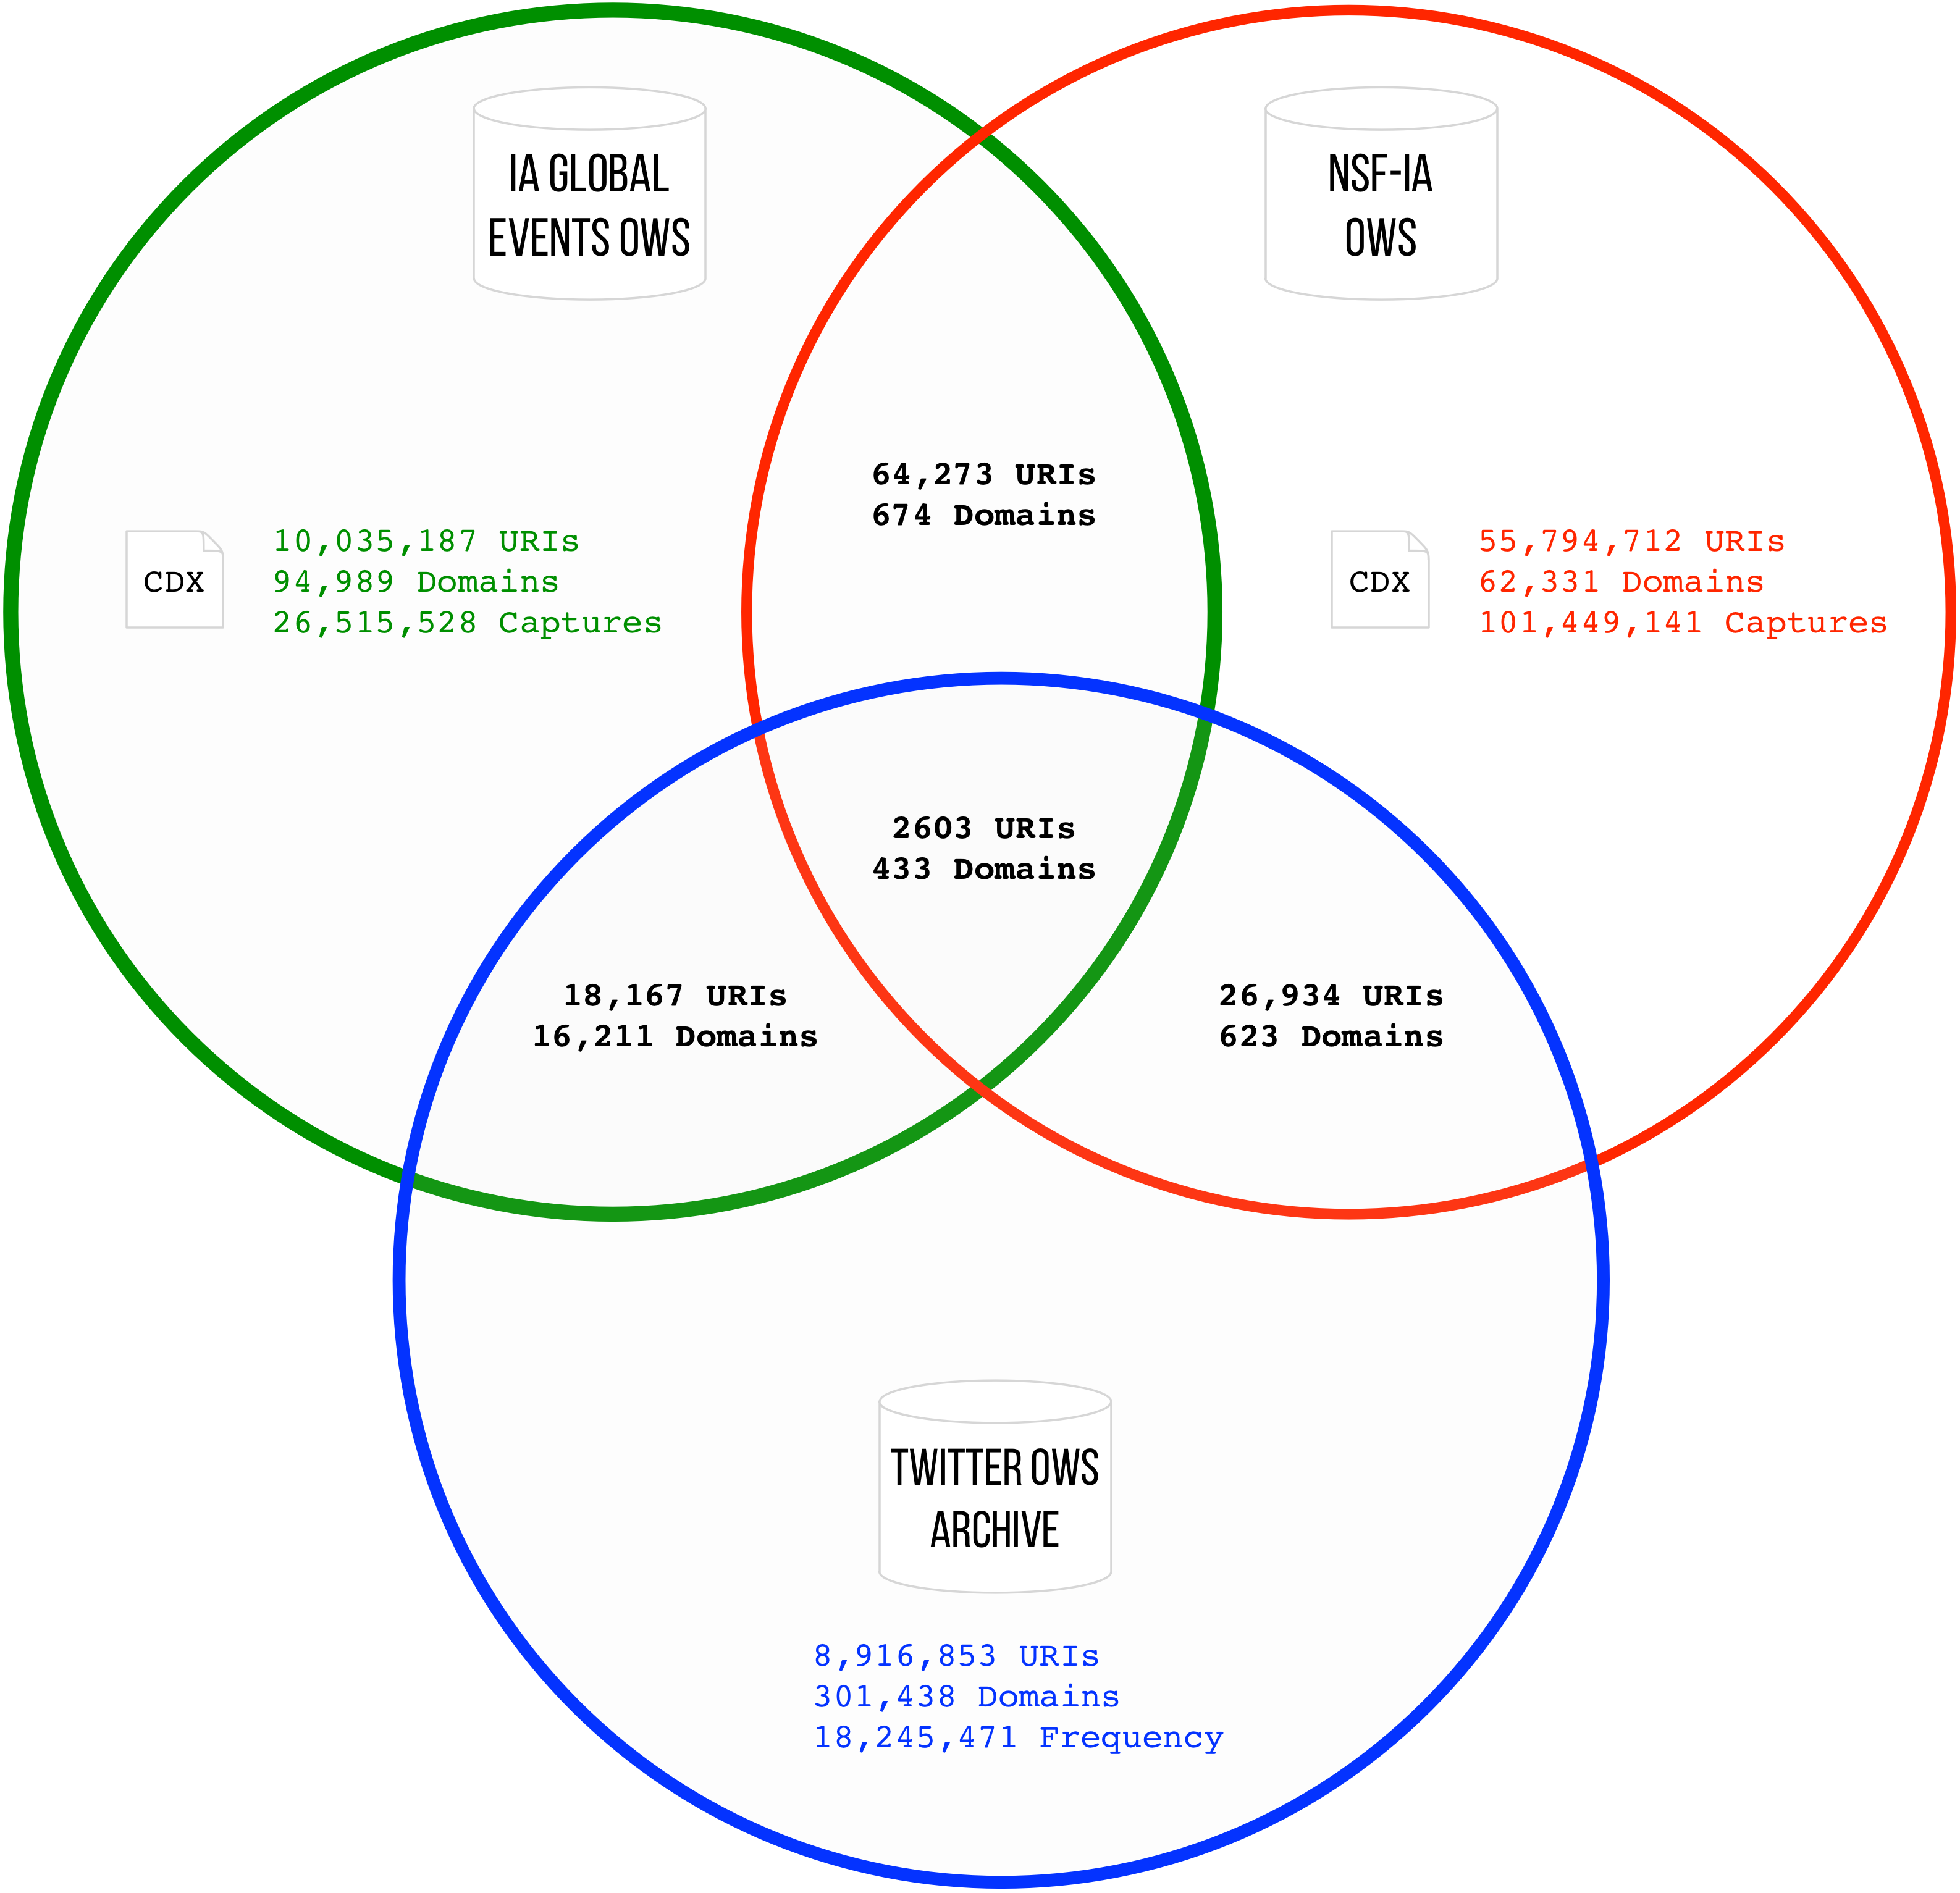 IA GLOBAL
EVENTS OWS
NSF-IA
OWS
64,273 URIs
674 Domains
CDX
10,035,187 URIs
94,989 Domains
26,515,528 Captures
CDX
55,794,712 URIs
62,331 Domains
101,449,141 Captures
2603 URIs
433 Domains
18,167 URIs
16,211 Domains
26,934 URIs
623 Domains
TWITTER OWS
ARCHIVE
8,916,853 URIs
301,438 Domains
18,245,471 Frequency